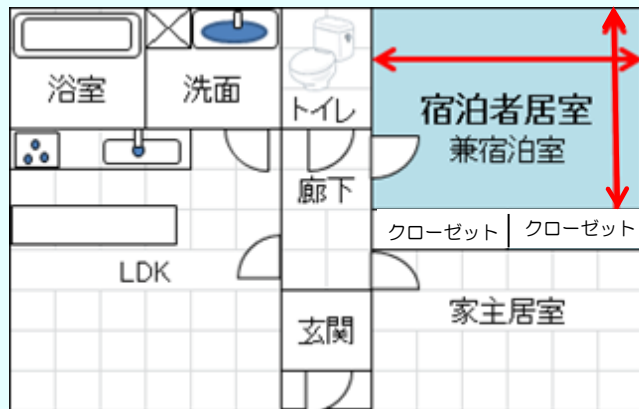 浴室
洗面
トイレ
宿泊者居室
兼宿泊室
廊下
クローゼット
クローゼット
LDK
家主居室
玄関